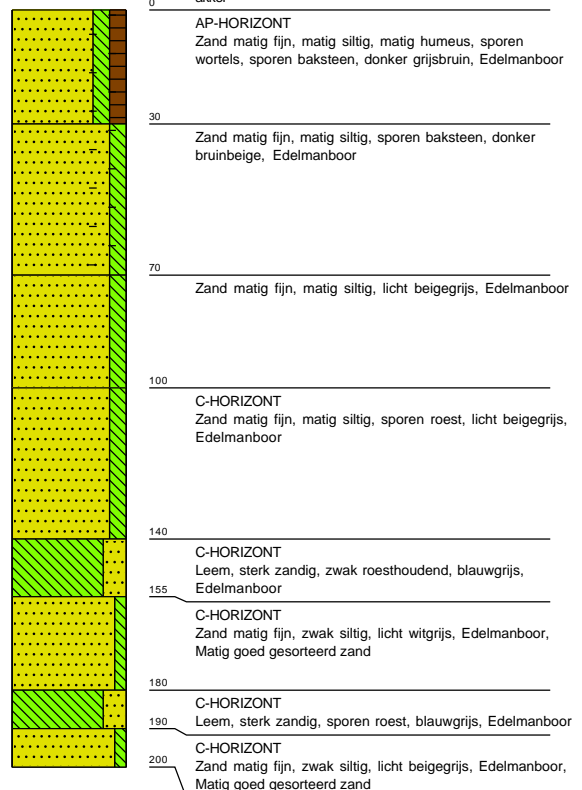 0
akker
AP-HORIZONT
Zand matig fijn, matig siltig, matig humeus, sporen
wortels, sporen baksteen, donker grijsbruin, Edelmanboor
30
Zand matig fijn, matig siltig, sporen baksteen, donker
bruinbeige, Edelmanboor
70
Zand matig fijn, matig siltig, licht beigegrijs, Edelmanboor
100
C-HORIZONT
Zand matig fijn, matig siltig, sporen roest, licht beigegrijs,
Edelmanboor
140
C-HORIZONT
Leem, sterk zandig, zwak roesthoudend, blauwgrijs,
Edelmanboor
155
C-HORIZONT
Zand matig fijn, zwak siltig, licht witgrijs, Edelmanboor,
Matig goed gesorteerd zand
180
C-HORIZONT
Leem, sterk zandig, sporen roest, blauwgrijs, Edelmanboor
190
C-HORIZONT
Zand matig fijn, zwak siltig, licht beigegrijs, Edelmanboor,
Matig goed gesorteerd zand
200